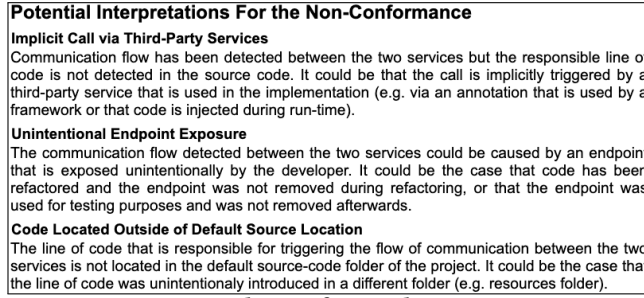 Potential Interpretations For the Non-Conformance
Implicit Call via Third-Party Services
Communication flow has been detected between the two services but the responsible line of
code is not detected in the source code. It could be that the call is implicitly triggered by a
third-party service that is used in the implementation (e.g. via an annotation that is used by a
framework or that code is injected during run-time).
Unintentional Endpoint Exposure
The communication flow detected between the two services could be caused by an endpoint
that is exposed unintentionally by the developer. It could be the case that code has been
refactored and the endpoint was not removed during refactoring, or that the endpoint was
used for testing purposes and was not removed afterwards.
Code Located Outside of Default Source Location
The line of code that is responsible for triggering the flow of communication between the two
services is not located in the default source-code folder of the project. It could be the case that
the line of code was unintentionaly introduced in a different folder (e.g. resources folder).